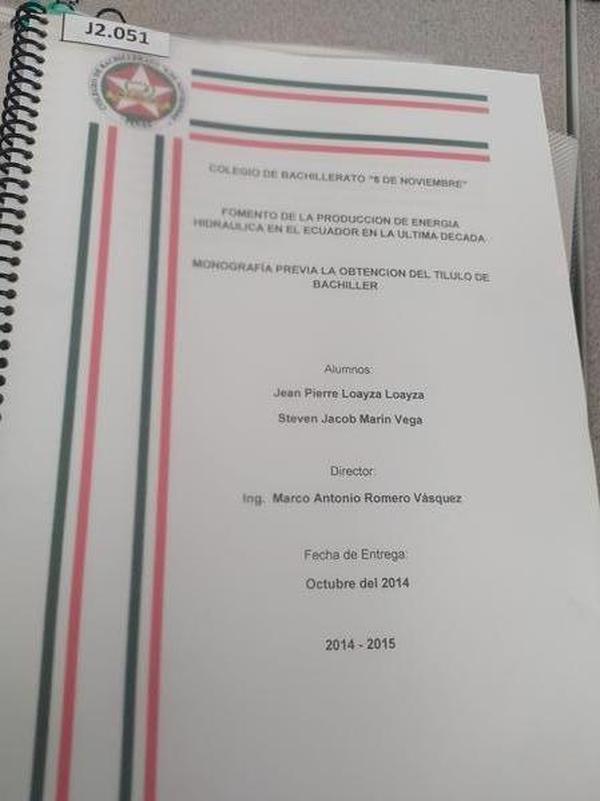 J2.051
COLEGIO DE BACHILLERATO "6 DE NOVIEMBRE"
FOMENTO DE LA PRODUCCION DE ENERGIA
HIDRAULICA EN EL ECUADOR EN LA ULTIMA DECADA
MONOGRAFÍA PREVIA LA OBTENCION DEL TILULO DE
BACHILLER
Alumnos:
Jean Pierre Loayza Loayza
Steven Jacob Marin Vega
Director:
Ing. Marco Antonio Romero Vásquez
Fecha de Entrega:
Octubre del 2014
2014 - 2015